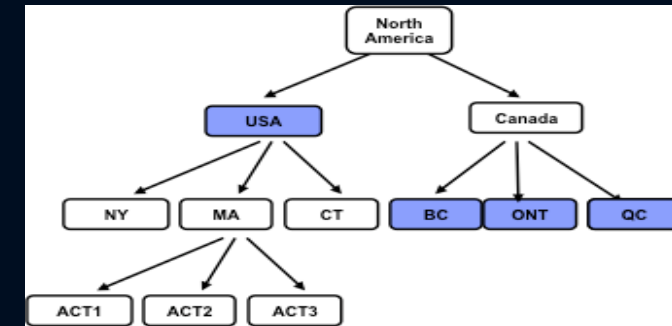 North
America
USA
Canada
NY
MA
CT
BC
ONT
QC
ACT1
ACT2
ACT3